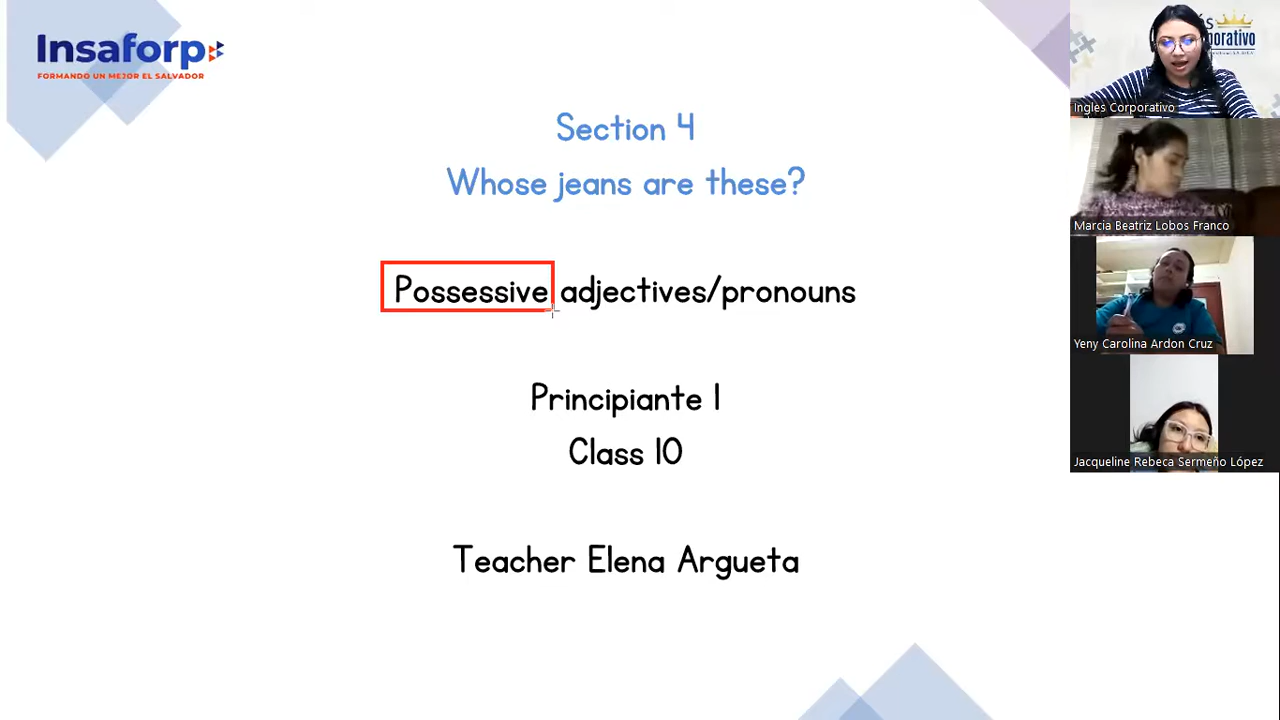 Insaforp
FORMANDO UN MEJOR EL SALVADOR
Section 4
Whose jeans are these?
Possessive adjectives/pronouns
Principiante 1
Class 10
Teacher Elena Argueta
Ingles Corporativo
Marcia Beatriz Lobos Franco
Yeny Carolina Ardon Cruz
Jacqueline Rebeca Sermeño López